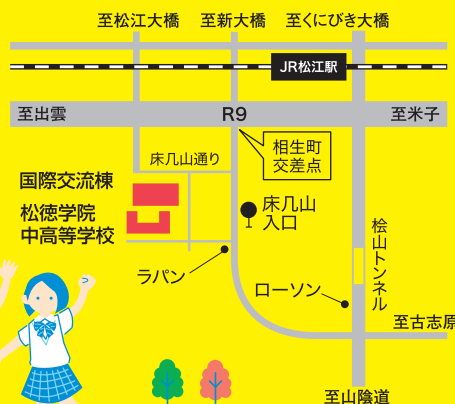 至松江大橋
至新大橋
至くにびき大橋
JR松江駅
至出雲
R9
至米子
相生町
交差点
床几山通り
国際交流棟
松徳学院
中高等学校
床几山
入口
桧山トンネル
ラパン
ローソン
至古志原
至山陰道